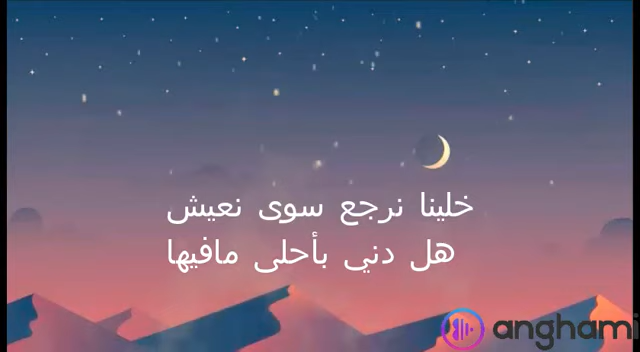 خلينا نرجع سوى نعيش
هل دني بأحلى مافيها
anghami